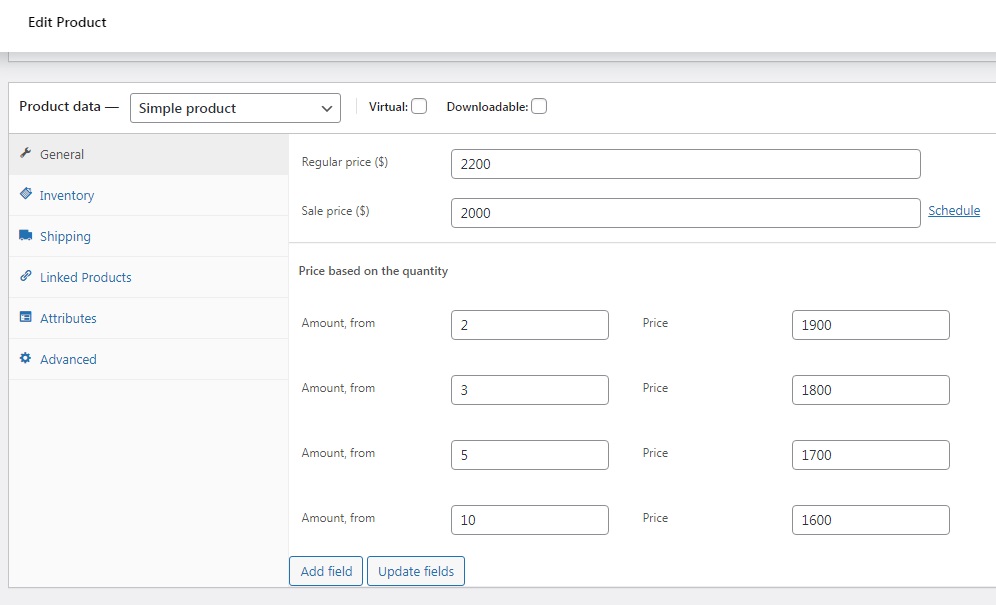 Edit Product
Product data — Simple product Virtual: Downloadable:
General
Inventory
Shipping
Linked Products
Attributes
Advanced
Regular price ($) 2200
Sale price ($) 2000 Schedule
Price based on the quantity
Amount, from 2 Price 1900
Amount, from 3 Price 1800
Amount, from 5 Price 1700
Amount, from 10 Price 1600
Add field Update fields